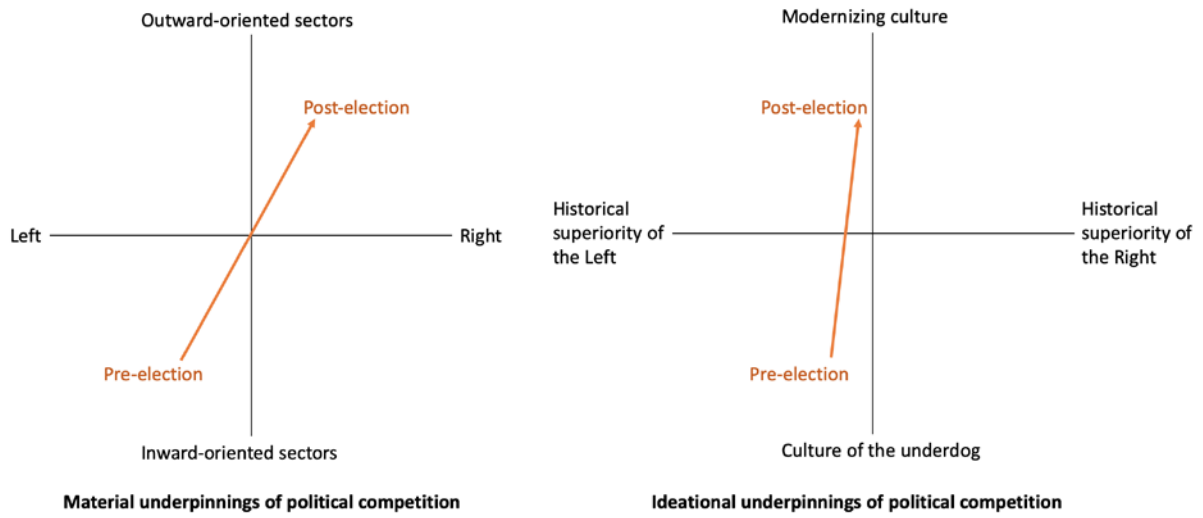 Outward-oriented sectors
Post-election
Left
Right
Pre-election
Inward-oriented sectors
Material underpinnings of political competition
Modernizing culture
Post-election
Historical
superiority of
the Left
Historical
superiority of
the Right
Pre-election
Culture of the underdog
Ideational underpinnings of political competition